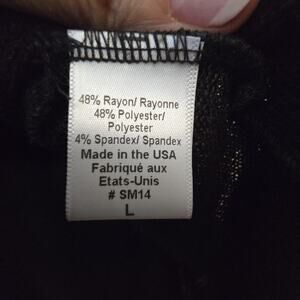 48% Rayon/ Rayonne
48% Polyester/
Polyester
4% Spandex/ Spandex
Made in the USA
Fabriqué aux
Etats-Unis
# SM14
L